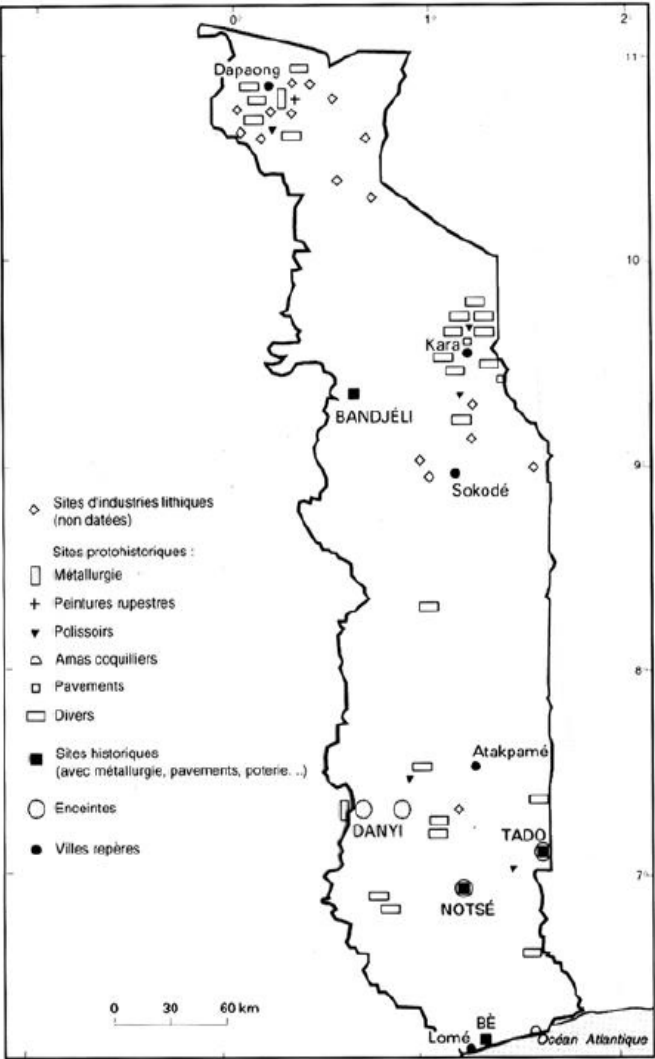 0° 1° 2°
11
Dapaong
10
Kara
BANDJÉLI
9
Sokodé
Sites d'industries lithiques
(non datées)
Sites protohistoriques :
Métallurgie
Peintures rupestres
Polissoirs
Amas coquilliers
Pavements
Divers
Sites historiques
(avec métallurgie, pavements, poterie...)
Enceintes
Villes repères
8
Atakpamé
DANYI
TADO
7
NOTSÉ
0 30 60 km
BÈ
Lomé
Océan Atlantique